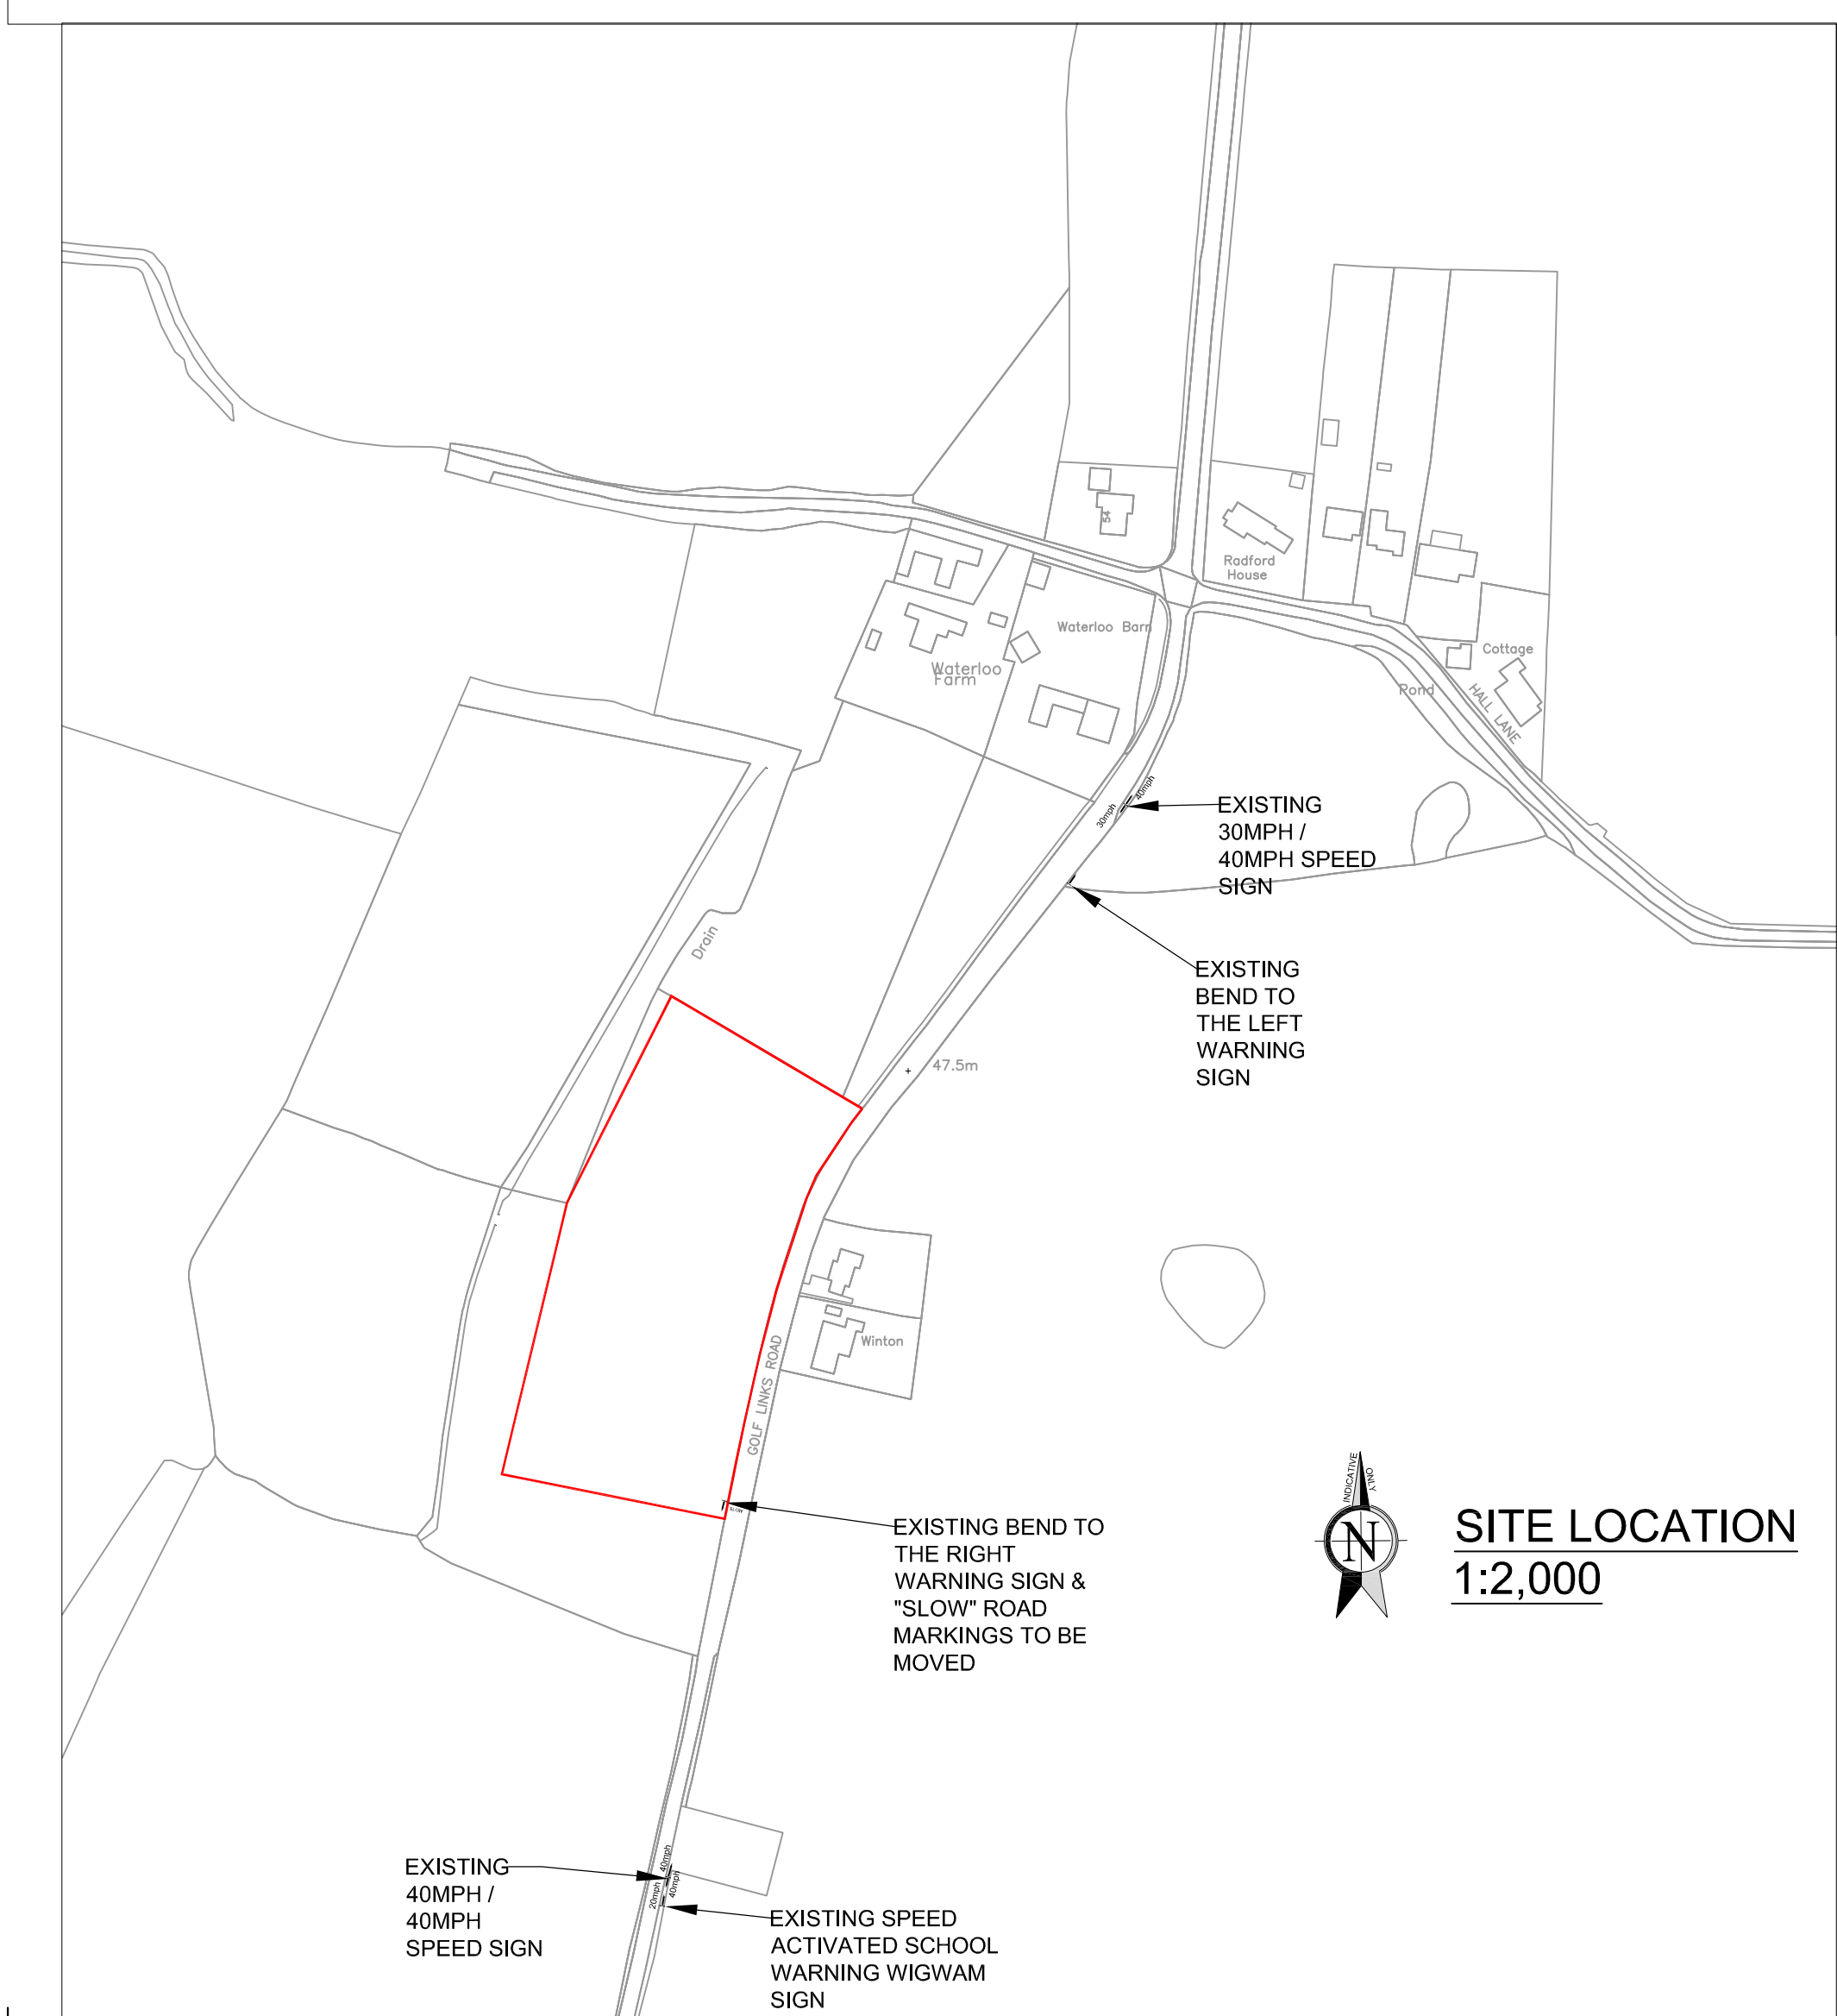 54
Radford
House
Waterloo Barn
Cottage
Waterloo
Farm
Pond
HALL LANE
40mph
30mph
EXISTING
30MPH /
40MPH SPEED
SIGN
Drain
EXISTING
BEND TO
THE LEFT
WARNING
SIGN
47.5m
Winton
GOLF LINKS ROAD
SLOW
EXISTING BEND TO
THE RIGHT
WARNING SIGN &
"SLOW" ROAD
MARKINGS TO BE
MOVED
INDICATIVE
ONLY
N
SITE LOCATION
1:2,000
40mph
20mph
40mph
EXISTING
40MPH /
40MPH
SPEED SIGN
EXISTING SPEED
ACTIVATED SCHOOL
WARNING WIGWAM
SIGN